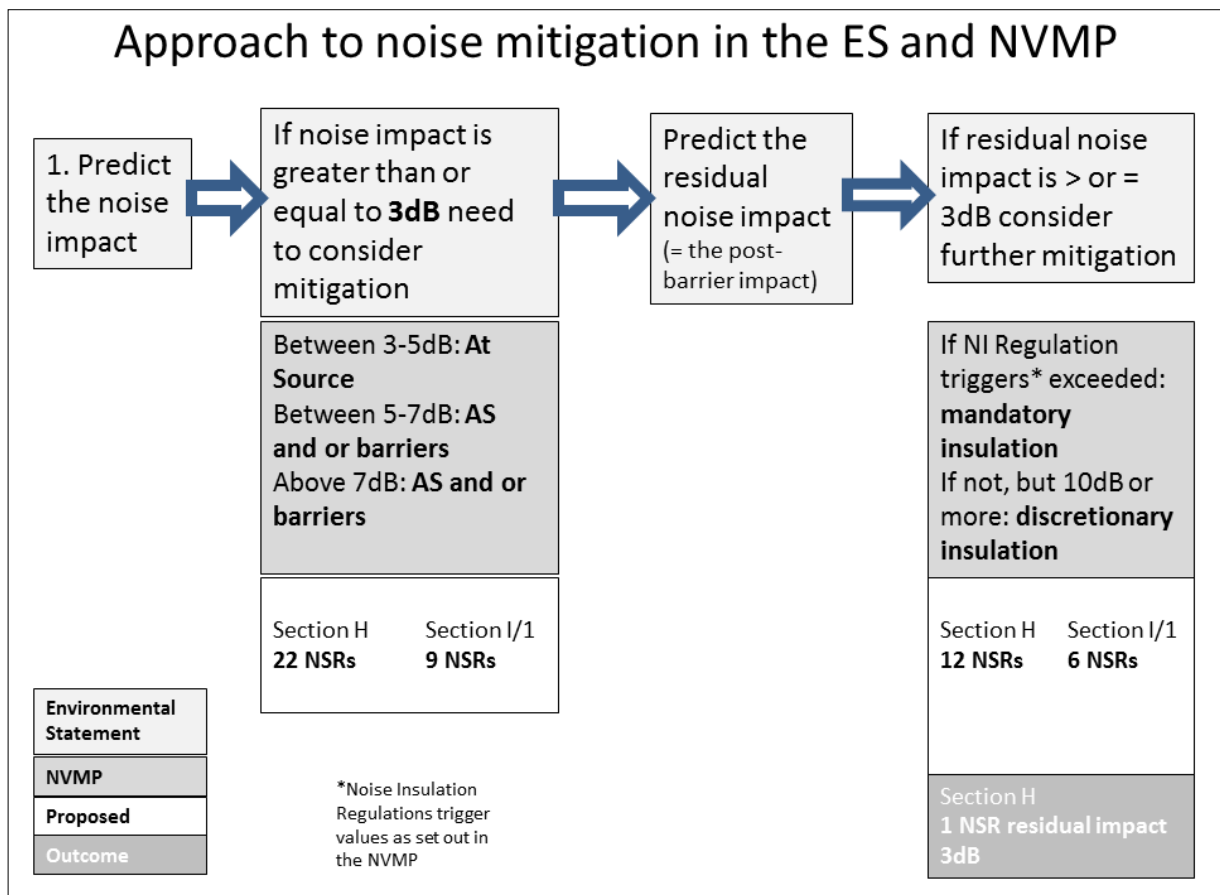 Approach to noise mitigation in the ES and NVMP
1. Predict
the noise
impact
If noise impact is
greater than or
equal to 3dB need
to consider
mitigation
Predict the
residual
noise impact
(= the post-
barrier impact)
If residual noise
impact is > or =
3dB consider
further mitigation
Between 3-5dB: At
Source
Between 5-7dB: AS
and or barriers
Above 7dB: AS and or
barriers
If NI Regulation
triggers* exceeded:
mandatory
insulation
If not, but 10dB or
more: discretionary
insulation
Section H
22 NSRs
Section I/1
9 NSRs
Section H
12 NSRs
Section I/1
6 NSRs
Environmental
Statement
NVMP
Proposed
Outcome
*Noise Insulation
Regulations trigger
values as set out in
the NVMP
Section H
1 NSR residual impact
3dB